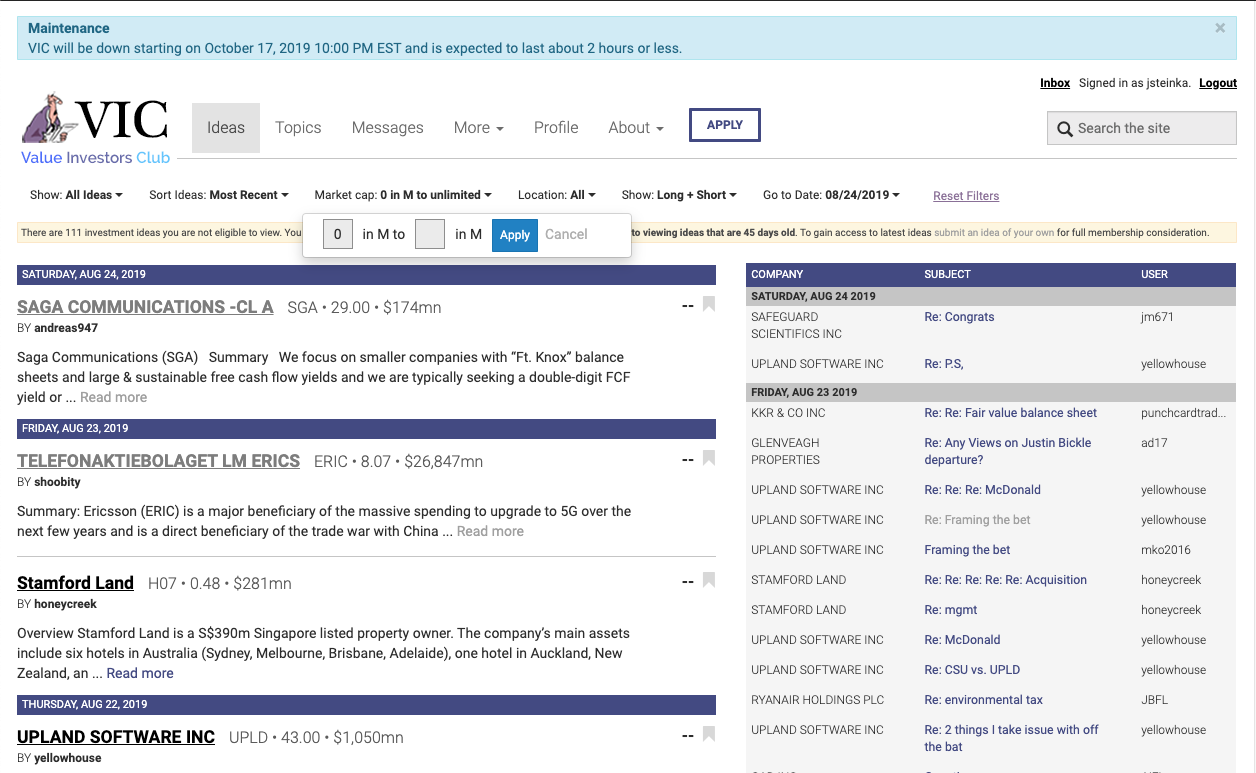 Maintenance
VIC will be down starting on October 17, 2019 10:00 PM EST and is expected to last about 2 hours or less.
×
Inbox Signed in as jsteinka. Logout
VIC
Value Investors Club
Ideas Topics Messages More Profile About APPLY
Search the site
Show: All Ideas Sort Ideas: Most Recent Market cap: 0 in M to unlimited Location: All Show: Long + Short Go to Date: 08/24/2019 Reset Filters
0 in M to in M Apply Cancel
There are 111 investment ideas you are not eligible to view. You to viewing ideas that are 45 days old. To gain access to latest ideas submit an idea of your own for full membership consideration.
SATURDAY, AUG 24, 2019
SAGA COMMUNICATIONS -CL A SGA • 29.00 • $174mn --
BY andreas947
Saga Communications (SGA) Summary We focus on smaller companies with “Ft. Knox” balance
sheets and large & sustainable free cash flow yields and we are typically seeking a double-digit FCF
yield or ... Read more
FRIDAY, AUG 23, 2019
TELEFONAKTIEBOLAGET LM ERICS ERIC • 8.07 • $26,847mn --
BY shoobity
Summary: Ericsson (ERIC) is a major beneficiary of the massive spending to upgrade to 5G over the
next few years and is a direct beneficiary of the trade war with China ... Read more
Stamford Land H07 • 0.48 • $281mn --
BY honeycreek
Overview Stamford Land is a S$390m Singapore listed property owner. The company’s main assets
include six hotels in Australia (Sydney, Melbourne, Brisbane, Adelaide), one hotel in Auckland, New
Zealand, an ... Read more
THURSDAY, AUG 22, 2019
UPLAND SOFTWARE INC UPLD • 43.00 • $1,050mn --
BY yellowhouse
COMPANY SUBJECT USER
SATURDAY, AUG 24 2019
SAFEGUARD Re: Congrats jm671
SCIENTIFICS INC
UPLAND SOFTWARE INC Re: P.S, yellowhouse
FRIDAY, AUG 23 2019
KKR & CO INC Re: Re: Fair value balance sheet punchcardtrad...
GLENVEAGH Re: Any Views on Justin Bickle ad17
PROPERTIES departure?
UPLAND SOFTWARE INC Re: Re: Re: McDonald yellowhouse
UPLAND SOFTWARE INC Re: Framing the bet yellowhouse
UPLAND SOFTWARE INC Framing the bet mko2016
STAMFORD LAND Re: Re: Re: Re: Re: Acquisition honeycreek
STAMFORD LAND Re: mgmt honeycreek
UPLAND SOFTWARE INC Re: McDonald yellowhouse
UPLAND SOFTWARE INC Re: CSU vs. UPLD yellowhouse
RYANAIR HOLDINGS PLC Re: environmental tax JBFL
UPLAND SOFTWARE INC Re: 2 things I take issue with off yellowhouse
the bat